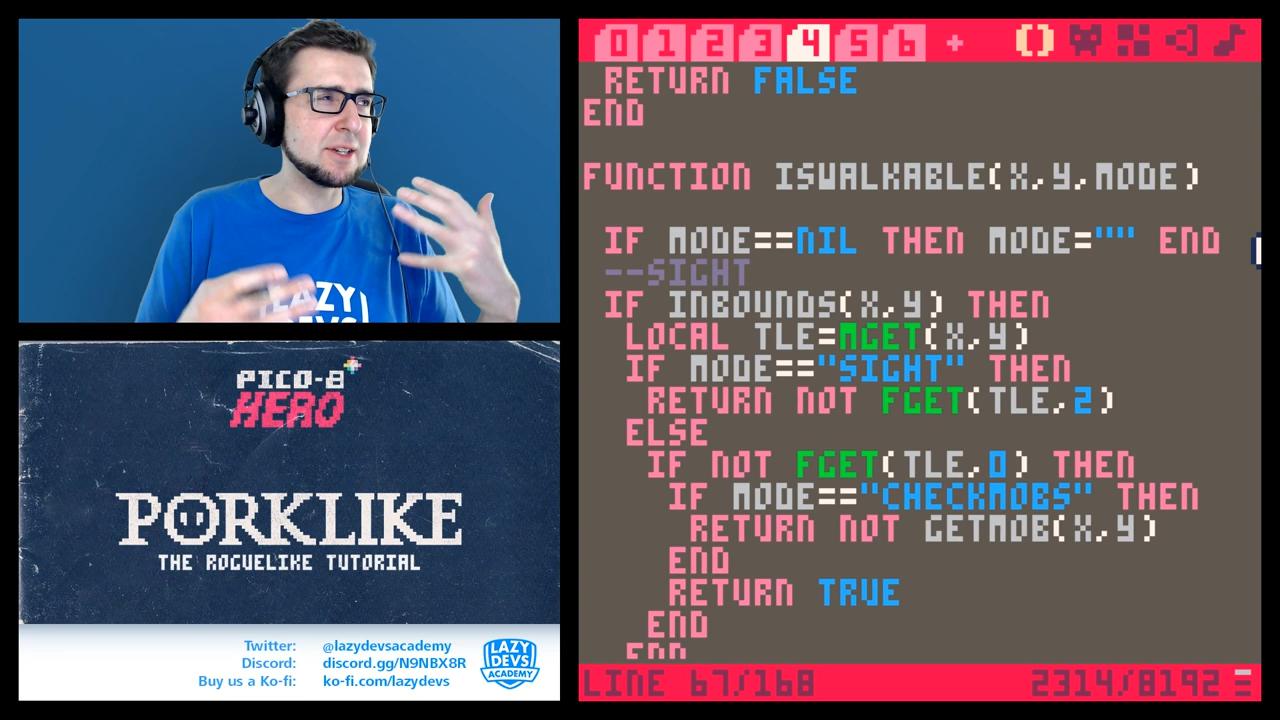 LAZY
DEVS
PICO-8
HERO
PORKLIKE
THE ROGUELIKE TUTORIAL
Twitter: @lazydevsacademy
Discord: discord.gg/N9NBX8R
Buy us a Ko-fi: ko-fi.com/lazydevs
LAZY
DEVS
ACADEMY
0 1 2 3 4 5 6 + ()
RETURN FALSE
END
FUNCTION ISWALKABLE(X,Y,MODE)
IF MODE==NIL THEN MODE="" END
--SIGHT
IF INBOUNDS(X,Y) THEN
LOCAL TLE=MGET(X,Y)
IF MODE=="SIGHT" THEN
RETURN NOT FGET(TLE,2)
ELSE
IF NOT FGET(TLE,0) THEN
IF MODE=="CHECKMOBS" THEN
RETURN NOT GETMOB(X,Y)
END
RETURN TRUE
END
END
LINE 67/168 2314/8192